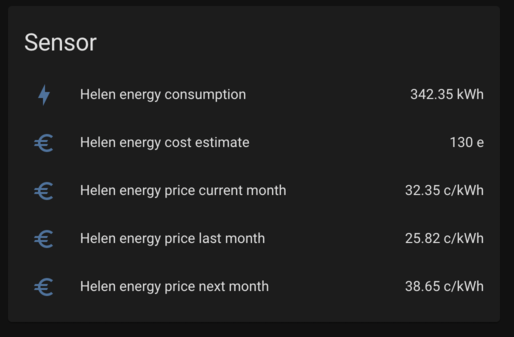 Sensor
Helen energy consumption 342.35 kWh
Helen energy cost estimate 130 e
Helen energy price current month 32.35 c/kWh
Helen energy price last month 25.82 c/kWh
Helen energy price next month 38.65 c/kWh